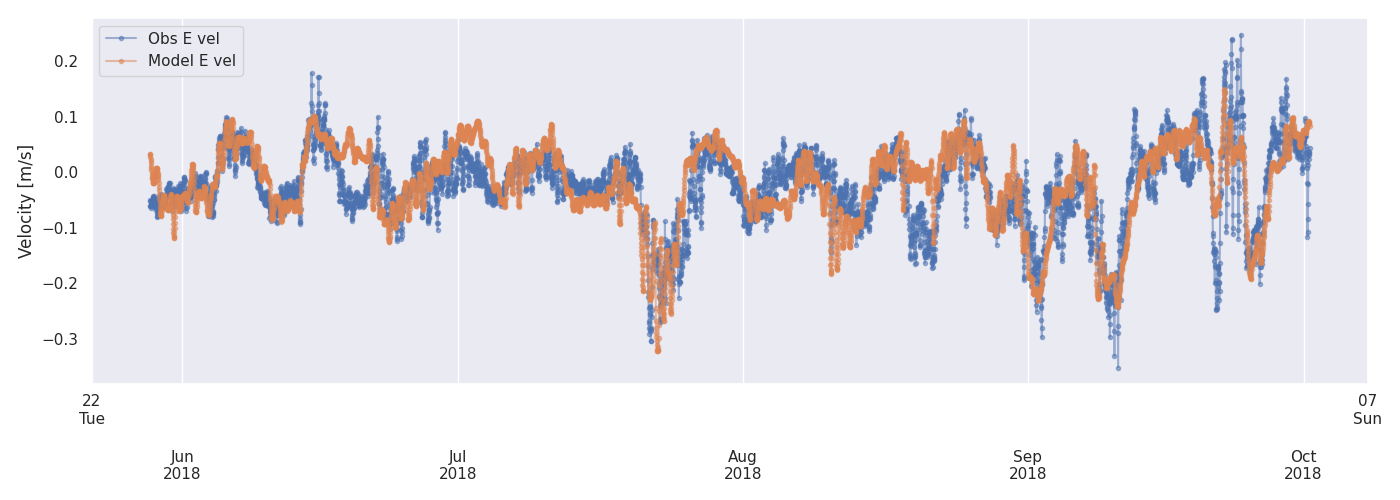 Obs E vel
Model E vel
Velocity [m/s]
0.2
0.1
0.0
−0.1
−0.2
−0.3
22
Tue
07
Sun
Jun
2018
Jul
2018
Aug
2018
Sep
2018
Oct
2018